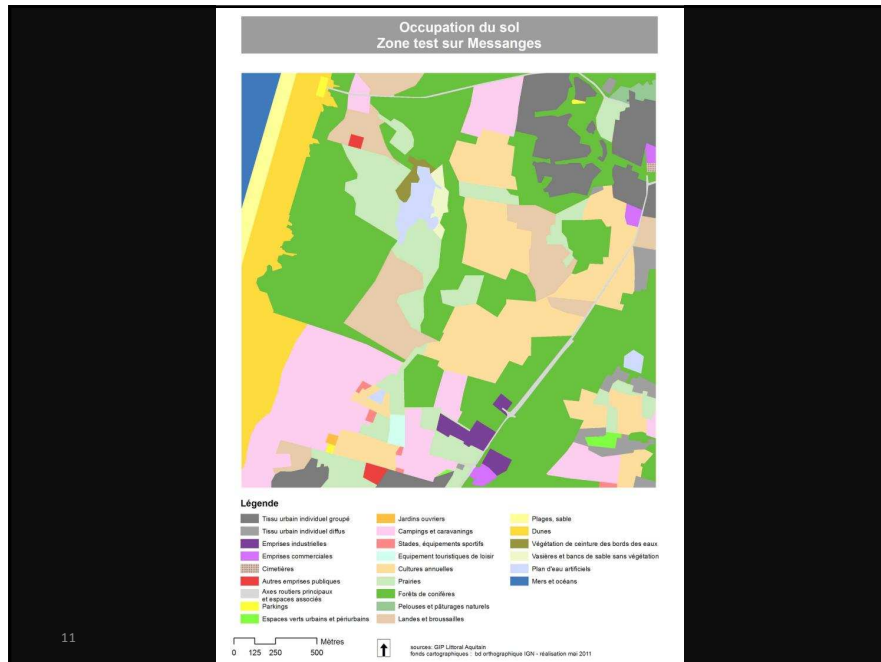 Occupation du sol
Zone test sur Messanges
Légende
Tissu urbain individuel groupé
Tissu urbain individuel diffus
Emprises industrielles
Emprises commerciales
Cimetières
Autres emprises publiques
Axes routiers principaux
et espaces associés
Parkings
Espaces verts urbains et périurbains
Jardins ouvriers
Campings et caravanings
Stades, équipements sportifs
Equipement touristiques de loisir
Cultures annuelles
Prairies
Forêts de conifères
Pelouses et pâturages naturels
Landes et broussailles
Plages, sable
Dunes
Végétation de ceinture des bords des eaux
Vasières et bancs de sable sans végétation
Plan d'eau artificiels
Mers et océans
Mètres
0 125 250 500
sources: GIP Littoral Aquitain
fonds cartographiques : bd orthographique IGN - réalisation mai 2011
11